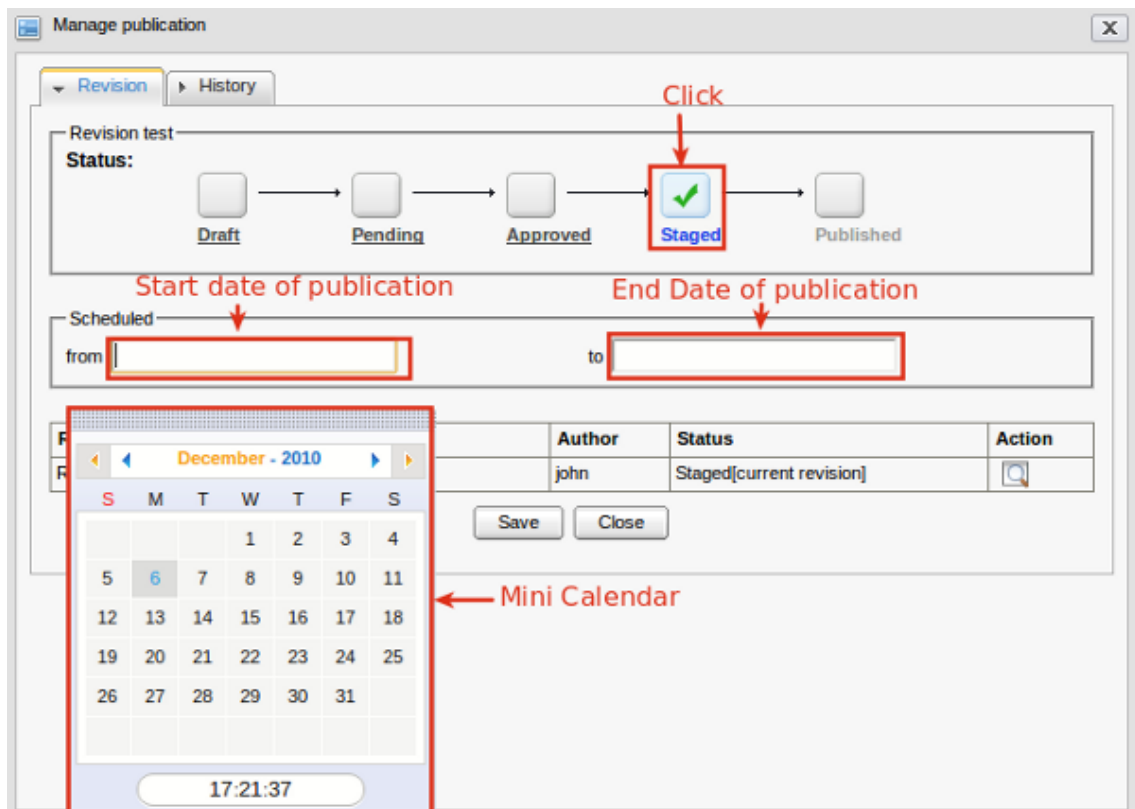 Manage publication
X
Revision History
Click
Revision test
Status:
Draft Pending Approved Staged Published
Start date of publication End Date of publication
Scheduled
from to
Author Status Action
john Staged[current revision]
December - 2010
S M T W T F S
1 2 3 4
5 6 7 8 9 10 11
12 13 14 15 16 17 18
19 20 21 22 23 24 25
26 27 28 29 30 31
17:21:37
Save Close
Mini Calendar